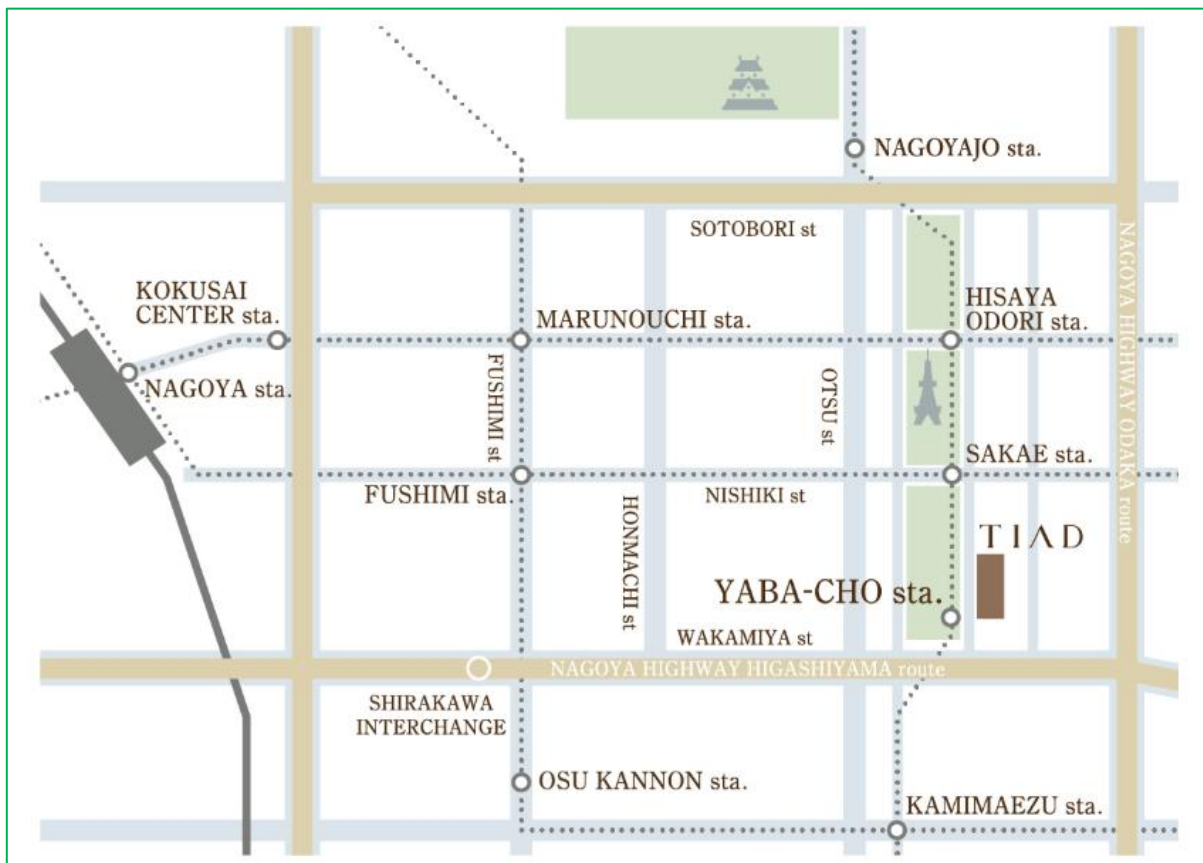 NAGOYAJO sta.
SOTOBORI st
NAGOYA HIGHWAY ODAKA route
KOKUSAI
CENTER sta.
HISAYA
ODORI sta.
MARUNOUCHI sta.
NAGOYA sta.
FUSHIMI st
OTSU st
SAKAE sta.
FUSHIMI sta.
NISHIKI st
HONMACHI st
TIAD
YABA-CHO sta.
WAKAMIYA st
NAGOYA HIGHWAY HIGASHIYAMA route
SHIRAKAWA
INTERCHANGE
OSU KANNON sta.
KAMIMAEZU sta.